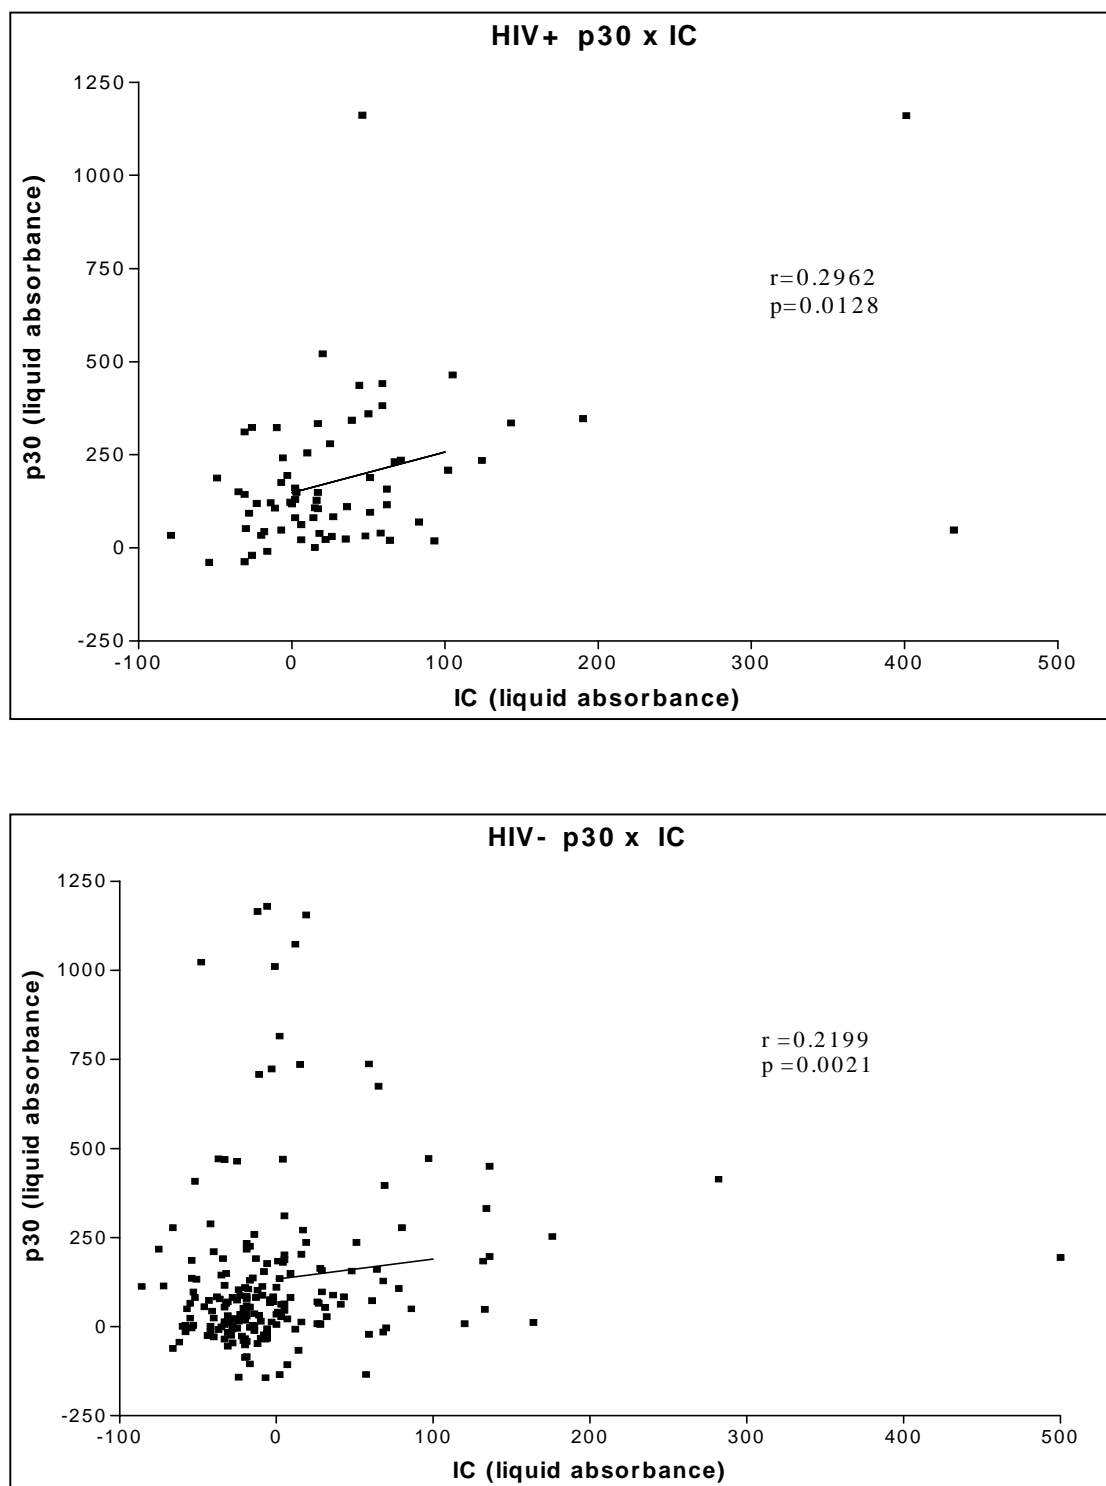 HIV+ p30 x IC
1250
1000
750
500
250
0
-250
p30 (liquid absorbance)
r=0.2962
p=0.0128
-100 0 100 200 300 400 500
IC (liquid absorbance)
HIV- p30 x IC
1250
1000
750
500
250
0
-250
p30 (liquid absorbance)
r =0.2199
p =0.0021
-100 0 100 200 300 400 500
IC (liquid absorbance)